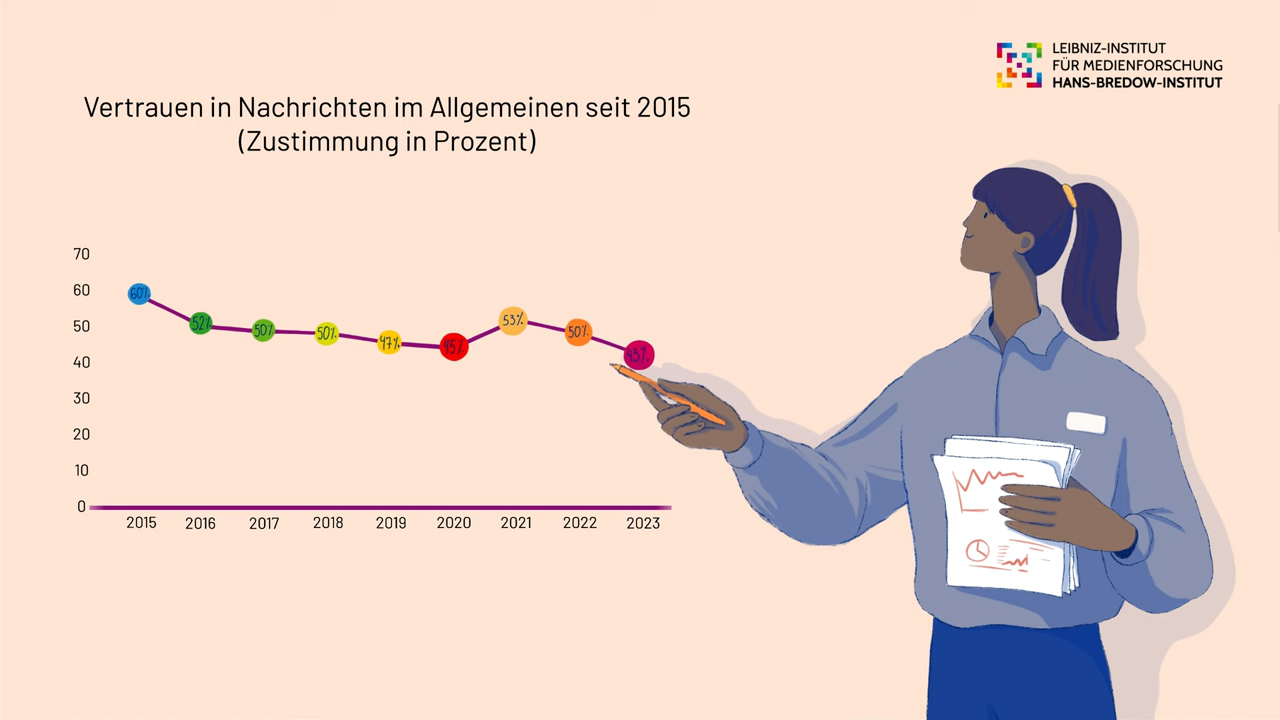 LEIBNIZ-INSTITUT
FÜR MEDIENFORSCHUNG
HANS-BREDOW-INSTITUT
Vertrauen in Nachrichten im Allgemeinen seit 2015
(Zustimmung in Prozent)
70
60
50
40
30
20
10
0
60% 52% 50% 50% 47% 45% 53% 50% 43%
2015 2016 2017 2018 2019 2020 2021 2022 2023